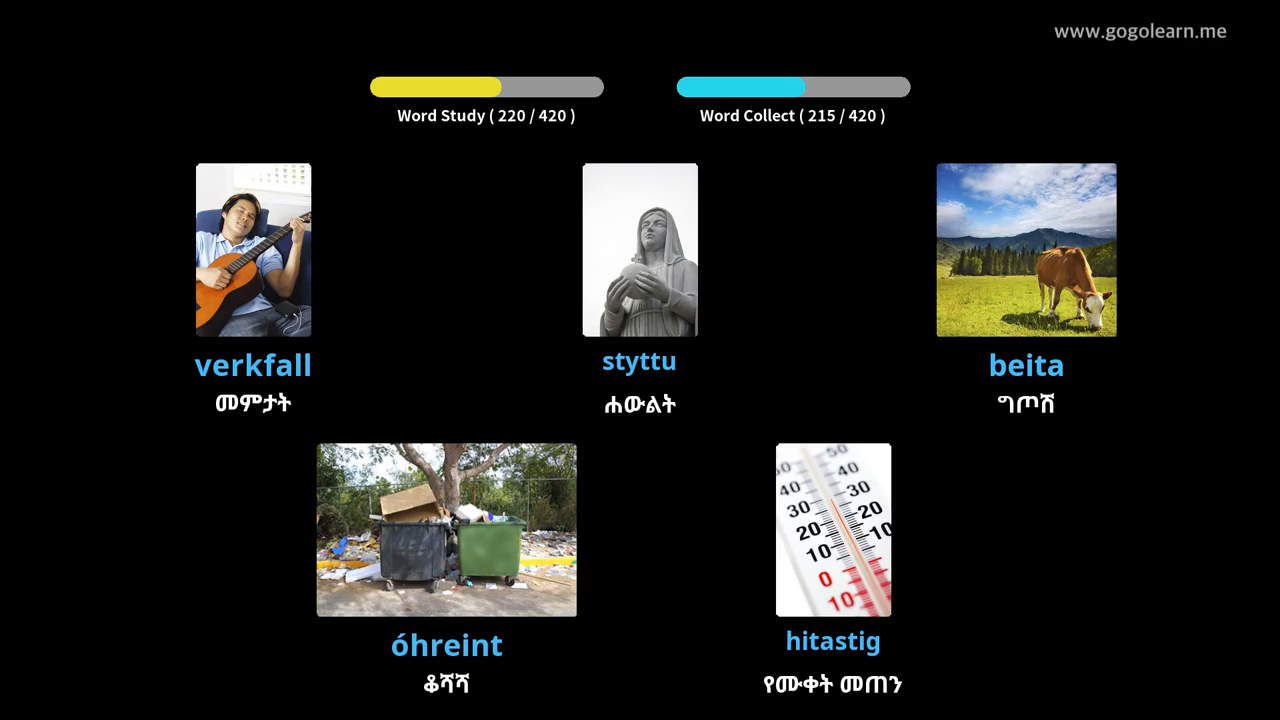 www.gogolearn.me
Word Study ( 220 / 420 )
Word Collect ( 215 / 420 )
verkfall
መምታት
styttu
ሐውልት
beita
ግጦሽ
óhreint
ቆሻሻ
hitastig
የሙቀት መጠን